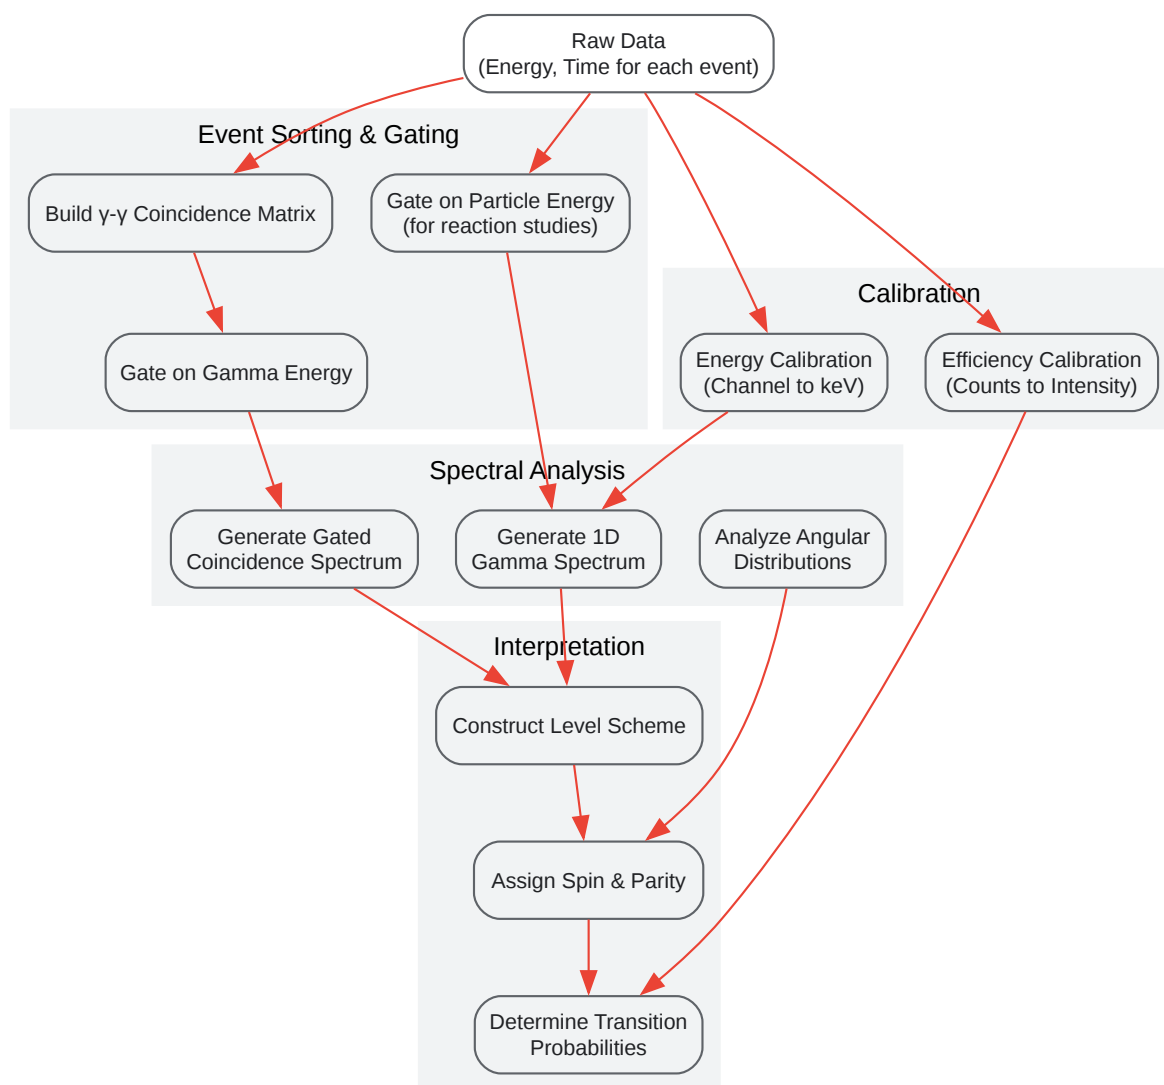 Raw Data
(Energy, Time for each event)
Event Sorting & Gating
Build γ-γ Coincidence Matrix
Gate on Particle Energy
(for reaction studies)
Gate on Gamma Energy
Calibration
Energy Calibration
(Channel to keV)
Efficiency Calibration
(Counts to Intensity)
Spectral Analysis
Generate Gated
Coincidence Spectrum
Generate 1D
Gamma Spectrum
Analyze Angular
Distributions
Interpretation
Construct Level Scheme
Assign Spin & Parity
Determine Transition
Probabilities